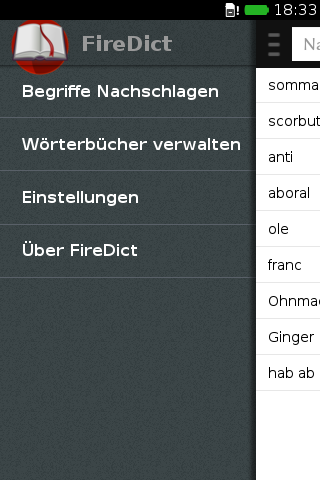 18:33
FireDict
Begriffe Nachschlagen
Wörterbücher verwalten
Einstellungen
Über FireDict
Na
somma
scorbut
anti
aboral
ole
franc
Ohnma
Ginger
hab ab